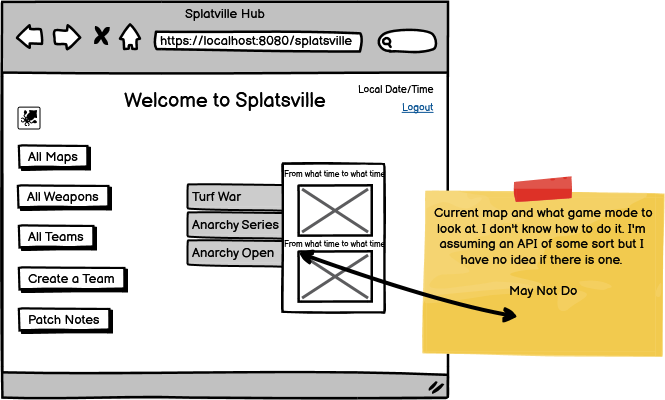 Splatville Hub
https://localhost:8080/splatsville
Local Date/Time
Welcome to Splatsville
Logout
All Maps
All Weapons
All Teams
Create a Team
Patch Notes
Turf War
Anarchy Series
Anarchy Open
From what time to what time
From what time to what time
Current map and what game mode to
look at. I don't know how to do it. I'm
assuming an API of some sort but I
have no idea if there is one.
May Not Do